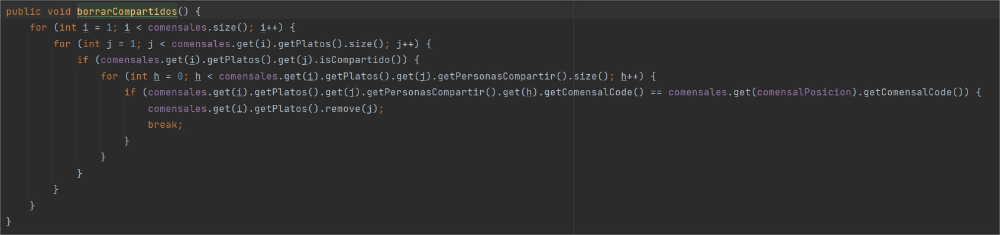 public void borrarCompartidos() {
for (int i = 1; i < comensales.size(); i++) {
for (int j = 1; j < comensales.get(i).getPlatos().size(); j++) {
if (comensales.get(i).getPlatos().get(j).isCompartido()) {
for (int h = 0; h < comensales.get(i).getPlatos().get(j).getPersonasCompartir().size(); h++) {
if (comensales.get(i).getPlatos().get(j).getPersonasCompartir().get(h).getComensalCode() == comensales.get(comensalPosicion).getComensalCode()) {
comensales.get(i).getPlatos().remove(j);
break;
}
}
}
}
}
}